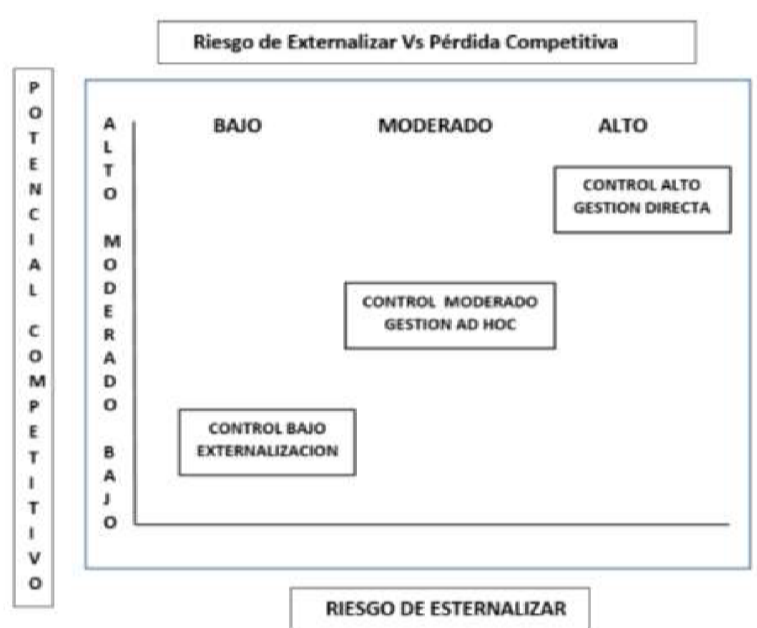 Riesgo de Externalizar Vs Pérdida Competitiva
POTENCIAL COMPETITIVO
ALTO MODERADO BAJO
BAJO MODERADO ALTO
CONTROL ALTO
GESTION DIRECTA
CONTROL MODERADO
GESTION AD HOC
CONTROL BAJO
EXTERNALIZACION
RIESGO DE ESTERNALIZAR